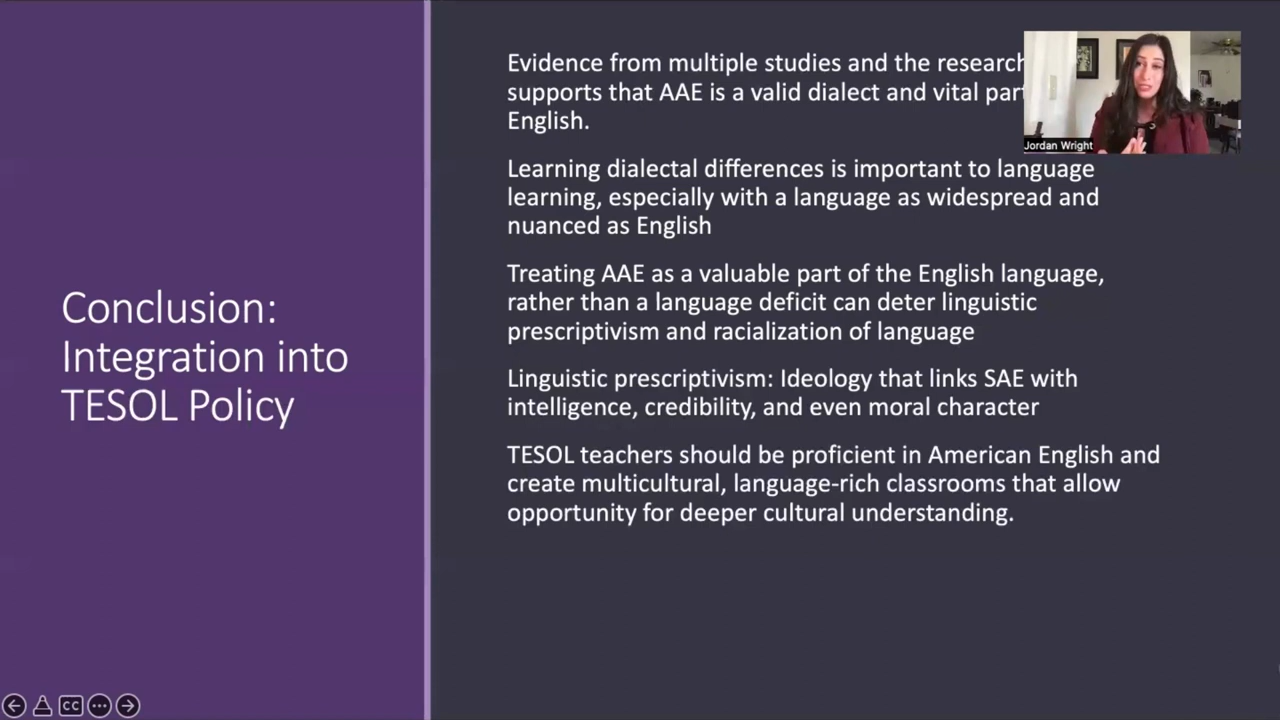 Conclusion:
Integration into
TESOL Policy
Evidence from multiple studies and the research
supports that AAE is a valid dialect and vital part
English.
Learning dialectal differences is important to language
learning, especially with a language as widespread and
nuanced as English
Treating AAE as a valuable part of the English language,
rather than a language deficit can deter linguistic
prescriptivism and racialization of language
Linguistic prescriptivism: Ideology that links SAE with
intelligence, credibility, and even moral character
TESOL teachers should be proficient in American English and
create multicultural, language-rich classrooms that allow
opportunity for deeper cultural understanding.
Jordan Wright
CC